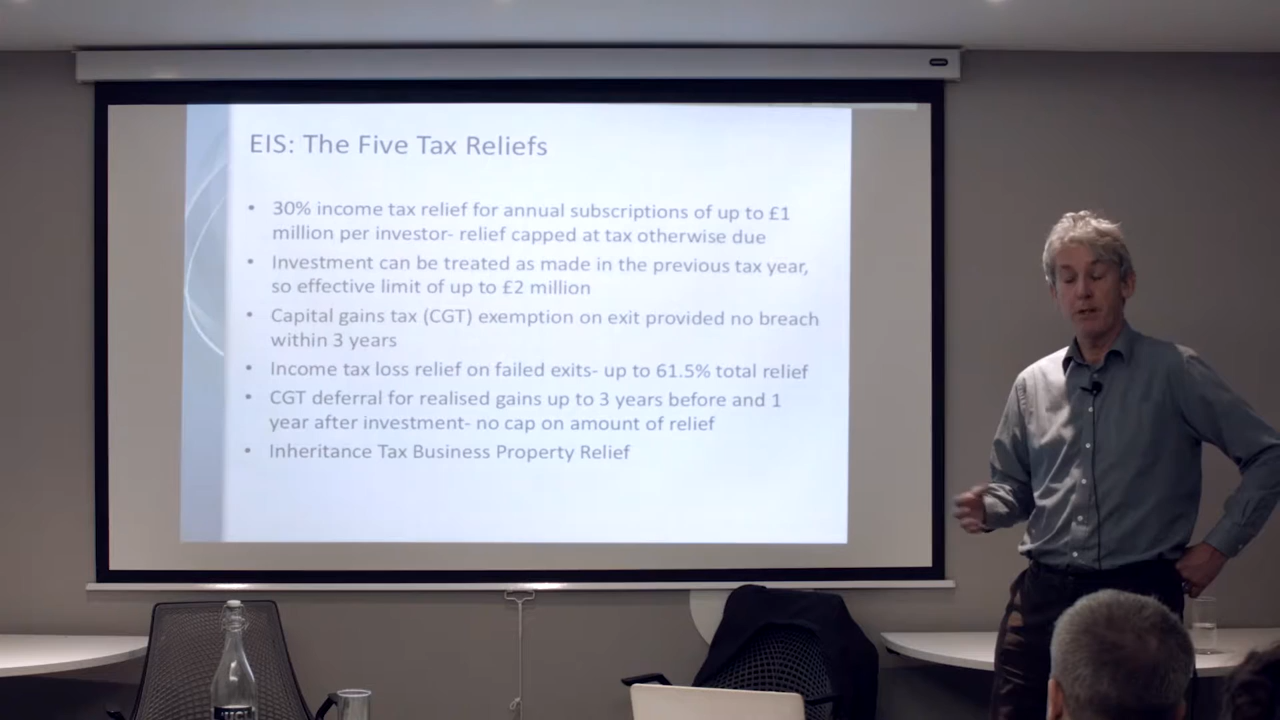 EIS: The Five Tax Reliefs
• 30% income tax relief for annual subscriptions of up to £1
million per investor- relief capped at tax otherwise due
• Investment can be treated as made in the previous tax year,
so effective limit of up to £2 million
• Capital gains tax (CGT) exemption on exit provided no breach
within 3 years
• Income tax loss relief on failed exits- up to 61.5% total relief
• CGT deferral for realised gains up to 3 years before and 1
year after investment- no cap on amount of relief
• Inheritance Tax Business Property Relief